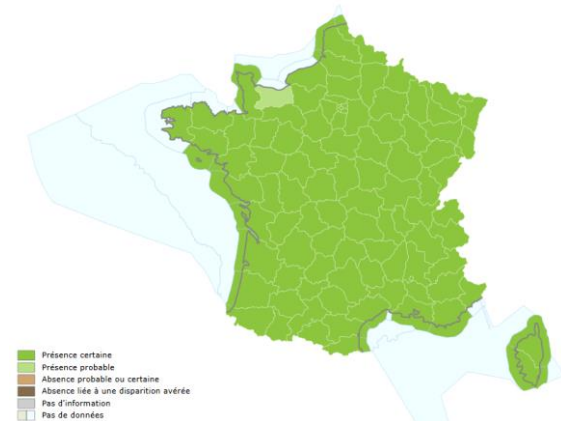 Présence certaine
Présence probable
Absence probable ou certaine
Absence liée à une disparition avérée
Pas d'information
Pas de données